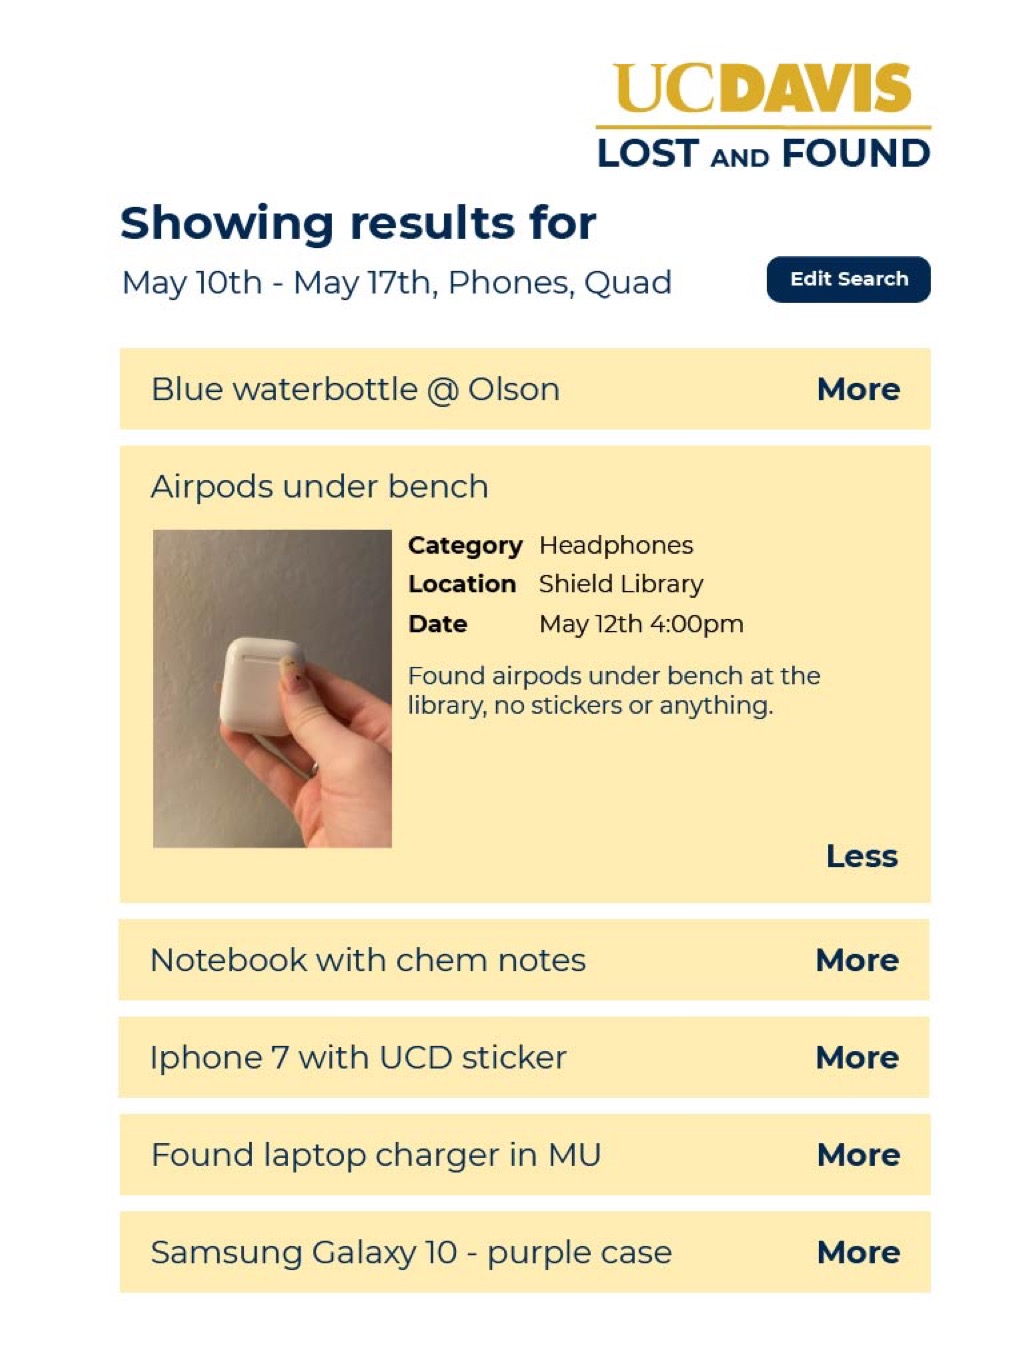 UCDAVIS
LOST AND FOUND
Showing results for
May 10th - May 17th, Phones, Quad
Edit Search
Blue waterbottle @ Olson
More
Airpods under bench
Category Headphones
Location Shield Library
Date May 12th 4:00pm
Found airpods under bench at the
library, no stickers or anything.
Less
Notebook with chem notes
More
Iphone 7 with UCD sticker
More
Found laptop charger in MU
More
Samsung Galaxy 10 - purple case
More